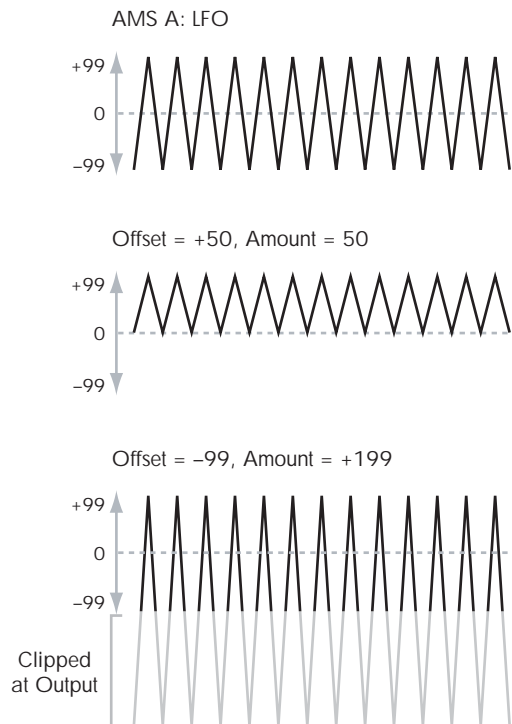 AMS A: LFO
+99
0
–99
Offset = +50, Amount = 50
+99
0
–99
Offset = –99, Amount = +199
+99
0
–99
Clipped
at Output